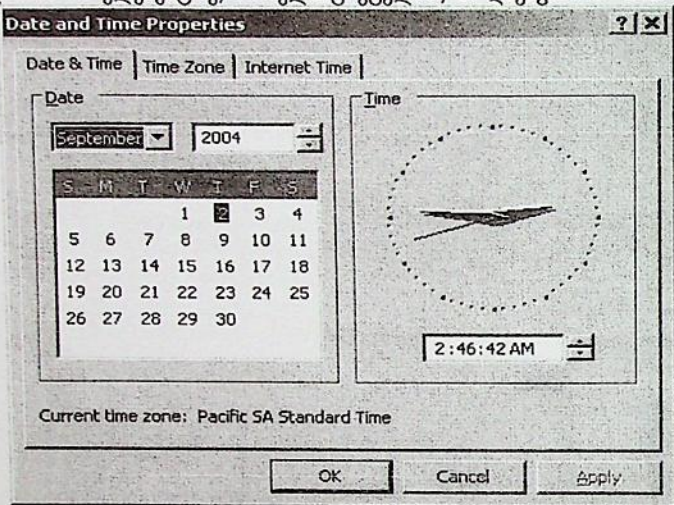 Date and Time Properties
Date & Time
Time Zone
Internet Time
Date
Time
September
2004
S M T W T F S
1 2 3 4
5 6 7 8 9 10 11
12 13 14 15 16 17 18
19 20 21 22 23 24 25
26 27 28 29 30
2:46:42 AM
Current time zone: Pacific SA Standard Time
OK
Cancel
Apply